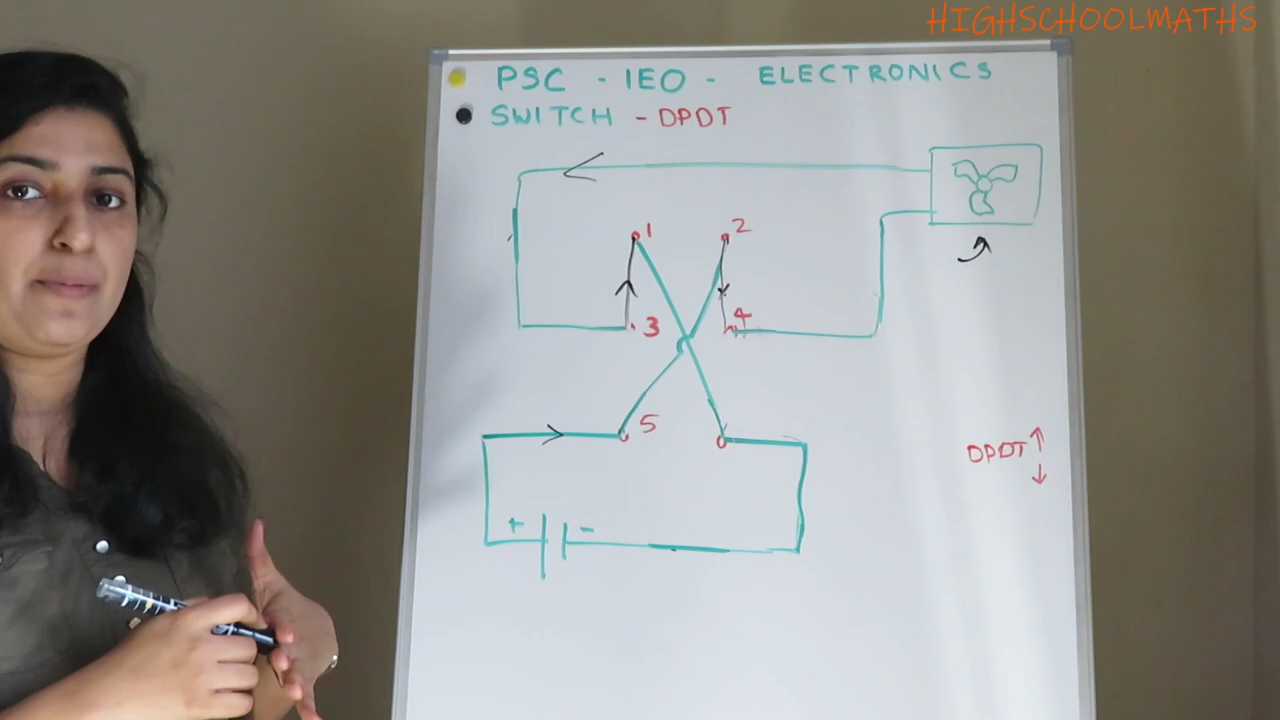 HIGHSCHOOLMATHS
PSC - IEO - ELECTRONICS
SWITCH - DPDT
1
2
3
4
5
DPDT ↑
↓
+
-